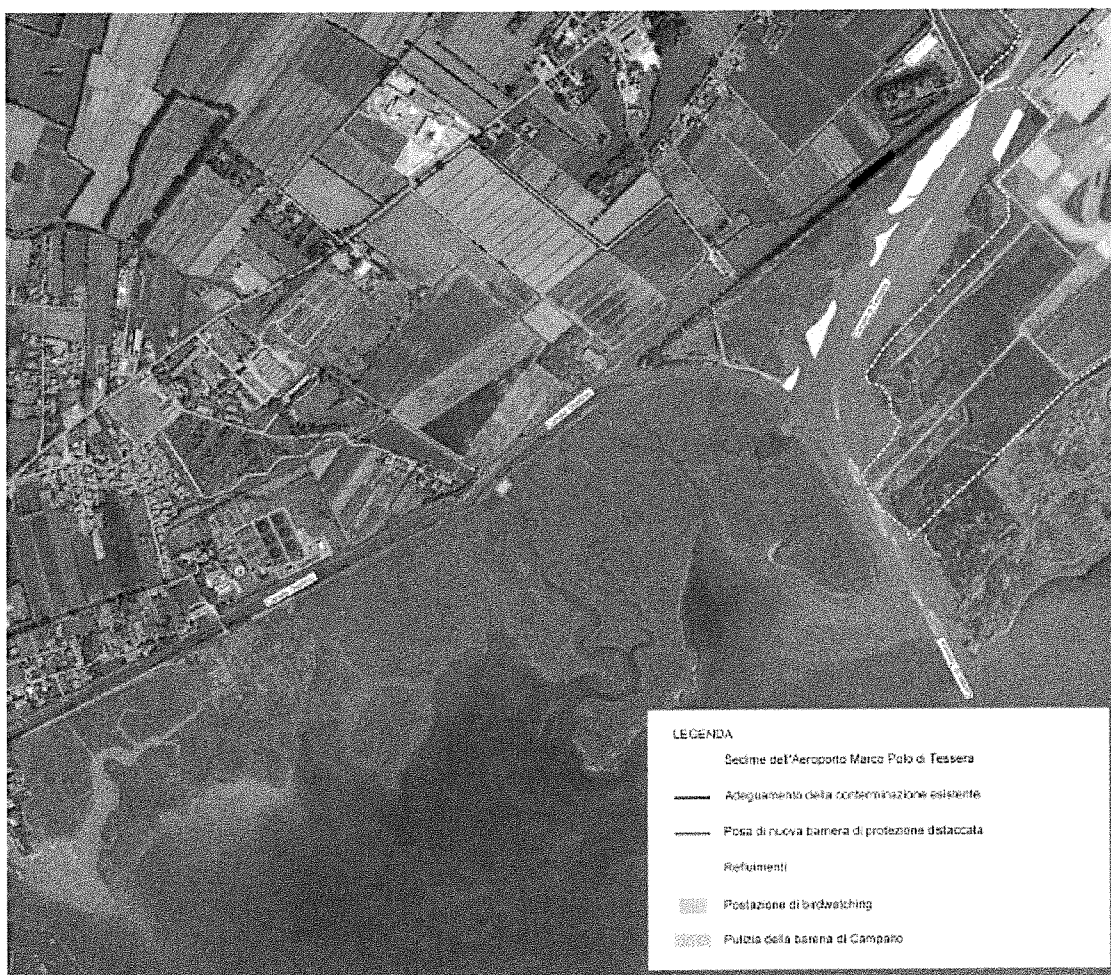 LEGENDA
Sedime dell'Aeroporto Marco Polo di Tessera
Adeguamento della conterminazione esistente
Posa di nuova barriera di protezione distaccata
Refluimenti
Postazione di birdwatching
Pulizia della barena di Campalto